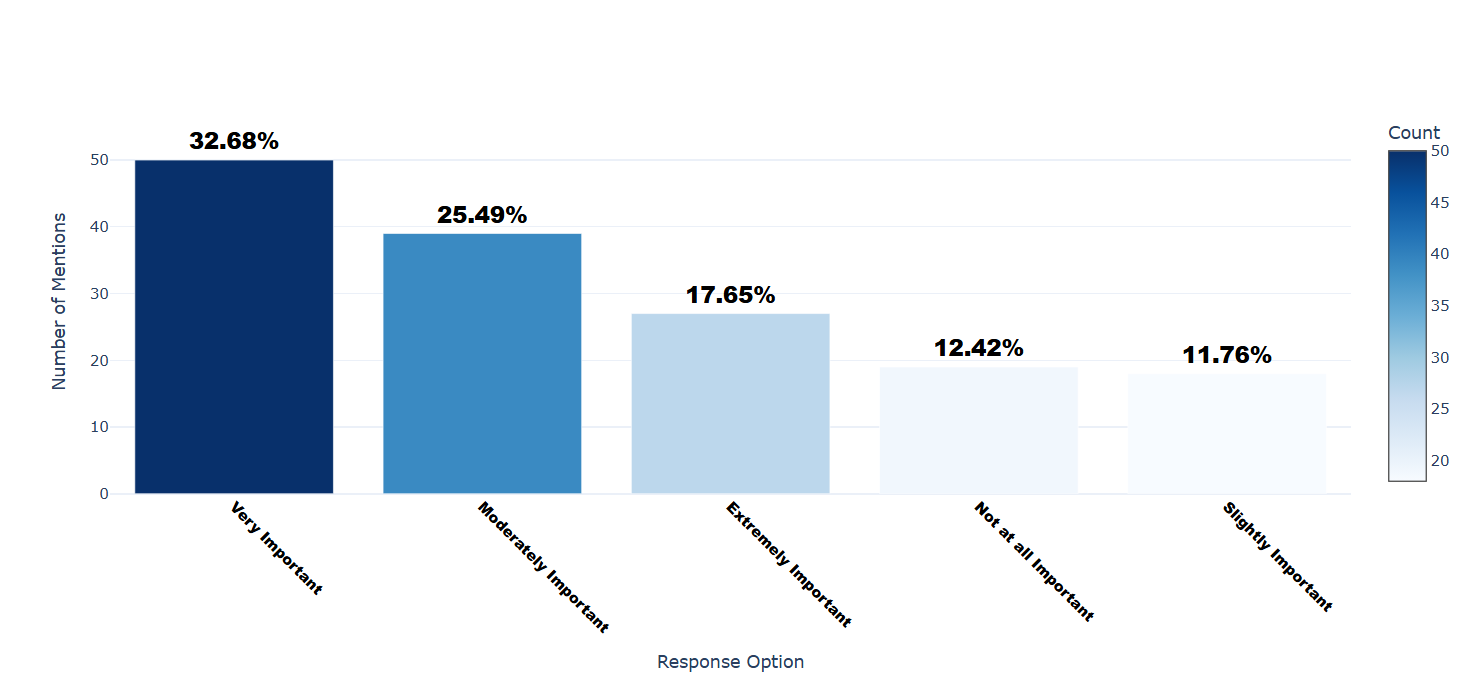 32.68%
25.49%
17.65%
12.42%
11.76%
Number of Mentions
50
40
30
20
10
0
Very Important
Moderately Important
Extremely Important
Not at all Important
Slightly Important
Response Option
Count
50
45
40
35
30
25
20